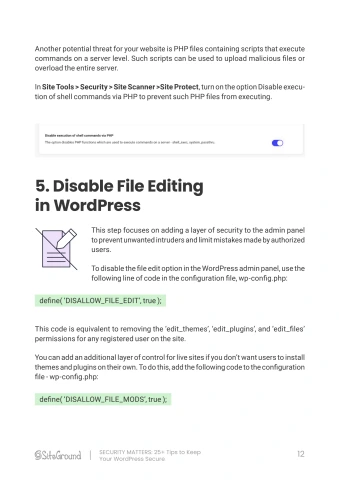 Another potential threat for your website is PHP files containing scripts that execute
commands on a server level. Such scripts can be used to upload malicious files or
overload the entire server.
In Site Tools > Security > Site Scanner >Site Protect, turn on the option Disable execu-
tion of shell commands via PHP to prevent such PHP files from executing.
Disable execution of shell commands via PHP
This option disables PHP functions which are used to execute commands on a server - shell_exec, system, passthru.
5. Disable File Editing
in WordPress
This step focuses on adding a layer of security to the admin panel
to prevent unwanted intruders and limit mistakes made by authorized
users.
To disable the file edit option in the WordPress admin panel, use the
following line of code in the configuration file, wp-config.php:
define( 'DISALLOW_FILE_EDIT', true );
This code is equivalent to removing the 'edit_themes', 'edit_plugins', and 'edit_files'
permissions for any registered user on the site.
You can add an additional layer of control for live sites if you don't want users to install
themes and plugins on their own. To do this, add the following code to the configuration
file - wp-config.php:
define( 'DISALLOW_FILE_MODS', true );
SiteGround
SECURITY MATTERS: 25+ Tips to Keep
Your WordPress Secure
12